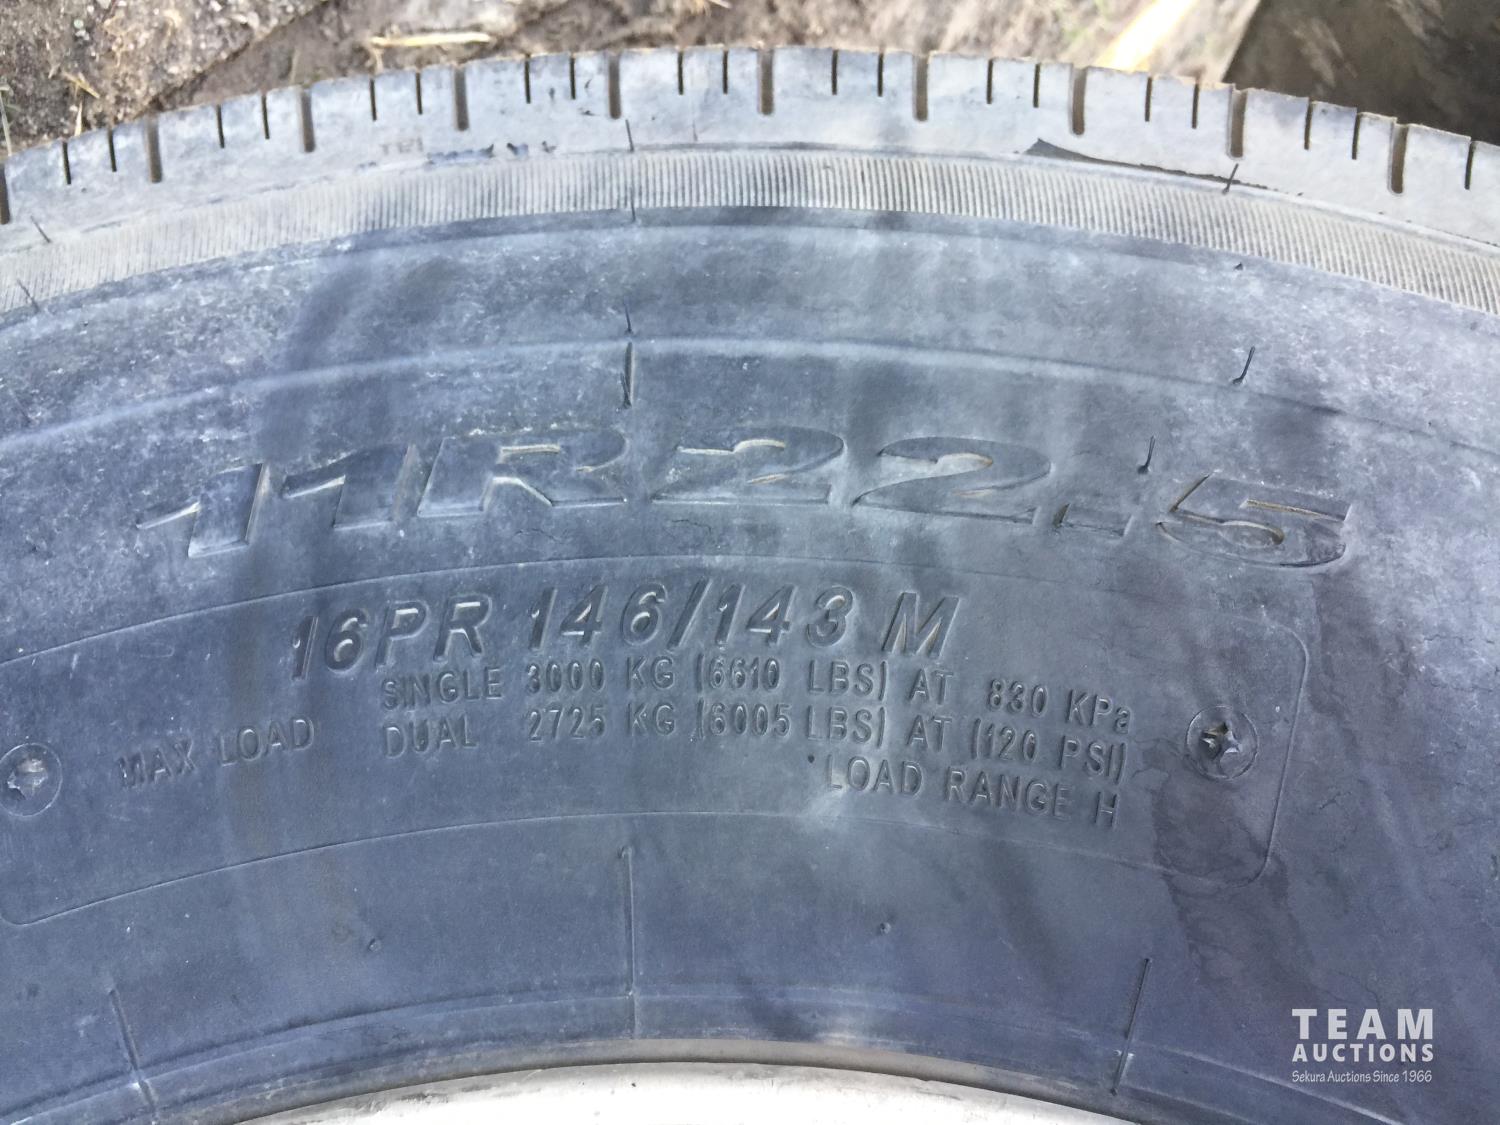 11R22.5
16PR 146/143 M
MAX LOAD
SINGLE 3000 KG (6610 LBS) AT 830 KPa
DUAL 2725 KG (6005 LBS) AT (120 PSI)
LOAD RANGE H
TEAM
AUCTIONS
Sekura Auctions Since 1966